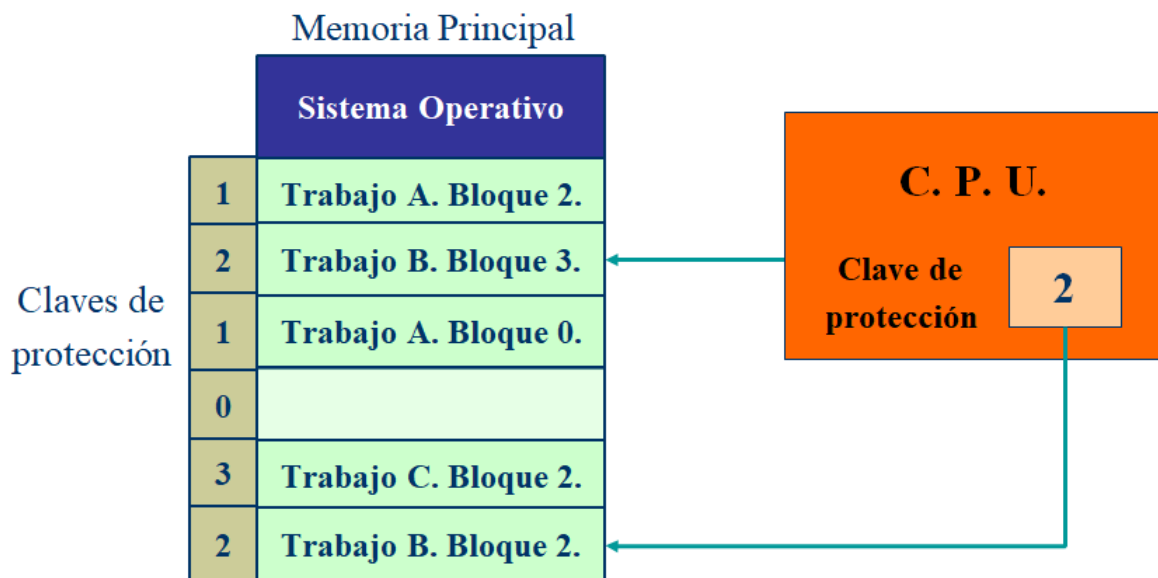 Memoria Principal
Sistema Operativo
1 Trabajo A. Bloque 2.
2 Trabajo B. Bloque 3.
1 Trabajo A. Bloque 0.
0
3 Trabajo C. Bloque 2.
2 Trabajo B. Bloque 2.
Claves de
protección
C. P. U.
Clave de
protección
2